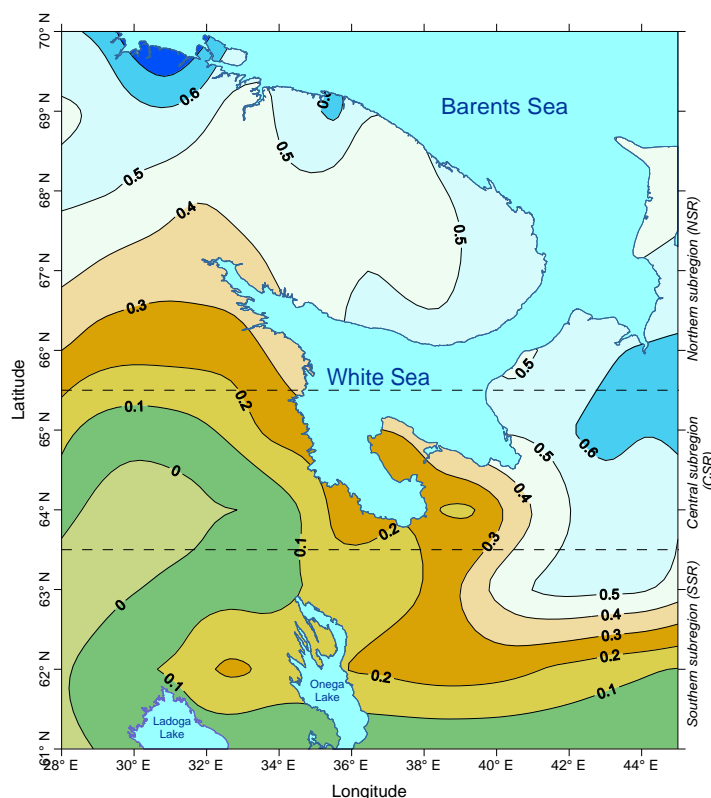 70° N
69° N
68° N
67° N
66° N
65° N
64° N
63° N
62° N
61° N
Latitude
28° E
30° E
32° E
34° E
36° E
38° E
40° E
42° E
44° E
Longitude
Barents Sea
White Sea
Onega
Lake
Ladoga
Lake
Northern subregion (NSR)
Central subregion
(CSR)
Southern subregion (SSR)
0.6
0.5
0.5
0.4
0.5
0.3
0.5
0.2
0.1
0.6
0.5
0
0.4
0.2
0.3
0.1
0
0.5
0.4
0.3
0.2
0.2
0.1
0.1